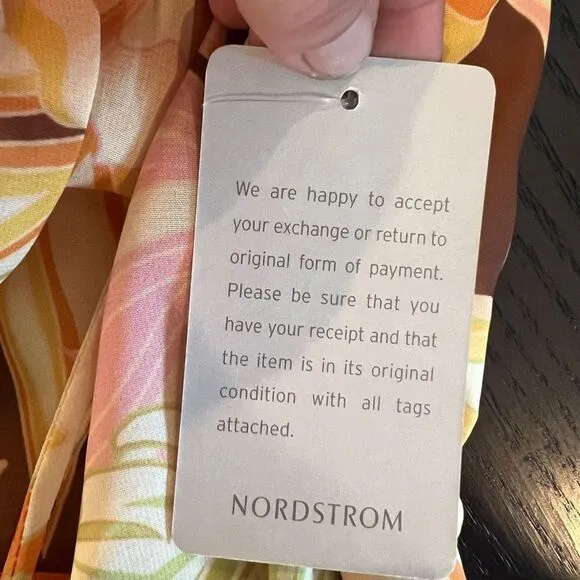 We are happy to accept
your exchange or return to
original form of payment.
Please be sure that you
have your receipt and that
the item is in its original
condition with all tags
attached.
NORDSTROM